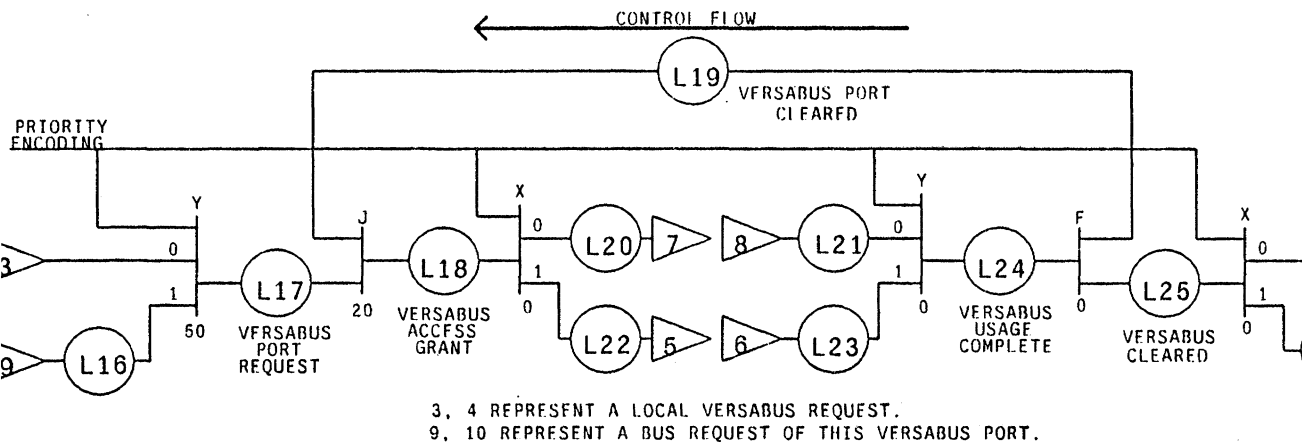 CONTROL FLOW
L19
VERSABUS PORT
CLEARED
PRIORITY
ENCODING
Y
X
Y
J
F
X
0
0
0
0
3
L20
7
8
L21
L17
L18
L24
L25
1
1
1
1
50
20
0
0
0
0
VERSABUS
PORT
REQUEST
VERSABUS
ACCESS
GRANT
VERSABUS
USAGE
COMPLETE
VERSABUS
CLEARED
9
L16
L22
5
6
L23
3, 4 REPRESENT A LOCAL VERSABUS REQUEST.
9, 10 REPRESENT A BUS REQUEST OF THIS VERSABUS PORT.